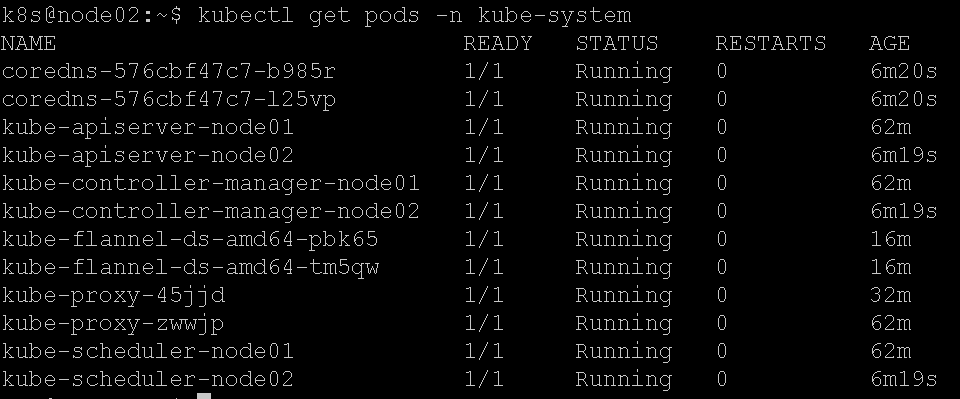 k8s@node02:~$ kubectl get pods -n kube-system
NAME READY STATUS RESTARTS AGE
coredns-576cbf47c7-b985r 1/1 Running 0 6m20s
coredns-576cbf47c7-l25vp 1/1 Running 0 6m20s
kube-apiserver-node01 1/1 Running 0 62m
kube-apiserver-node02 1/1 Running 0 6m19s
kube-controller-manager-node01 1/1 Running 0 62m
kube-controller-manager-node02 1/1 Running 0 6m19s
kube-flannel-ds-amd64-pbk65 1/1 Running 0 16m
kube-flannel-ds-amd64-tm5qw 1/1 Running 0 16m
kube-proxy-45jjd 1/1 Running 0 32m
kube-proxy-zwwjp 1/1 Running 0 62m
kube-scheduler-node01 1/1 Running 0 62m
kube-scheduler-node02 1/1 Running 0 6m19s